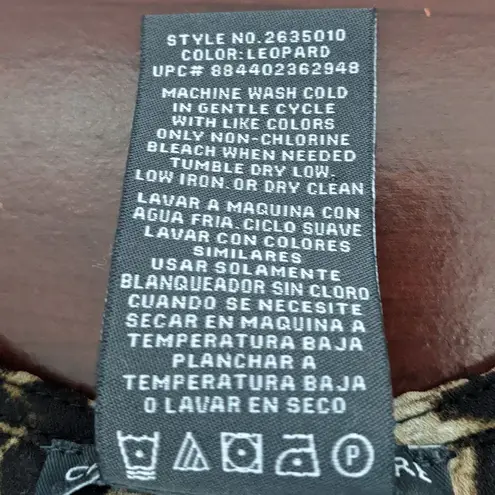 STYLE NO.2635010
COLOR:LEOPARD
UPC# 884402362948
MACHINE WASH COLD
IN GENTLE CYCLE
WITH LIKE COLORS
ONLY NON-CHLORINE
BLEACH WHEN NEEDED
TUMBLE DRY LOW.
LOW IRON. OR DRY CLEAN
LAVAR A MAQUINA CON
AGUA FRIA. CICLO SUAVE
LAVAR CON COLORES
SIMILARES
USAR SOLAMENTE
BLANQUEADOR SIN CLORO
CUANDO SE NECESITE
SECAR EN MAQUINA A
TEMPERATURA BAJA
PLANCHAR A
TEMPERATURA BAJA
O LAVAR EN SECO
P